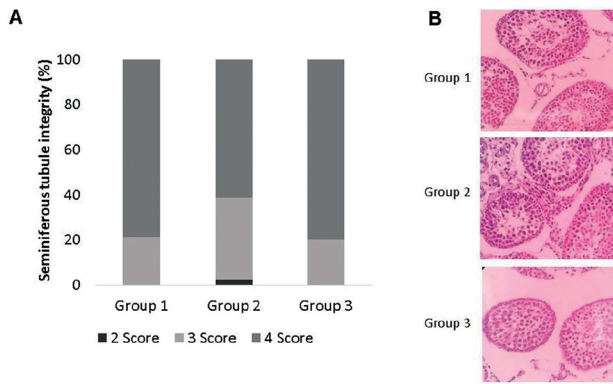 A
Seminiferous tubule integrity (%)
100
80
60
40
20
0
Group 1 Group 2 Group 3
2 Score 3 Score 4 Score
B
Group 1
Group 2
Group 3